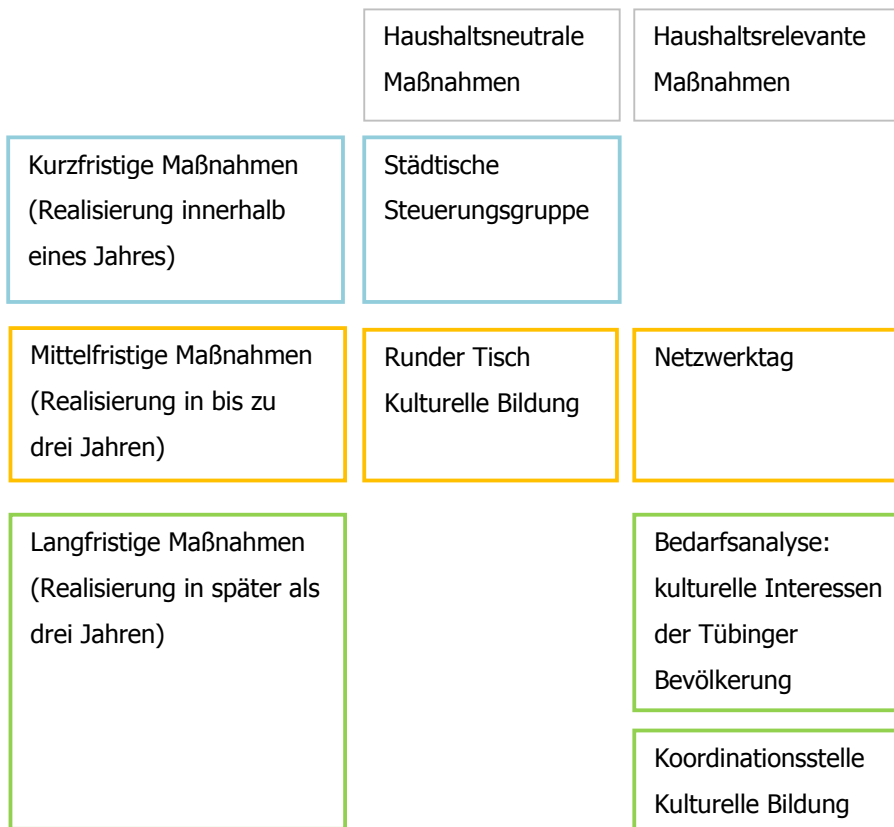 Haushaltsneutrale
Maßnahmen
Haushaltsrelevante
Maßnahmen
Kurzfristige Maßnahmen
(Realisierung innerhalb
eines Jahres)
Städtische
Steuerungsgruppe
Mittelfristige Maßnahmen
(Realisierung in bis zu
drei Jahren)
Runder Tisch
Kulturelle Bildung
Netzwerktag
Langfristige Maßnahmen
(Realisierung in später als
drei Jahren)
Bedarfsanalyse:
kulturelle Interessen
der Tübinger
Bevölkerung
Koordinationsstelle
Kulturelle Bildung